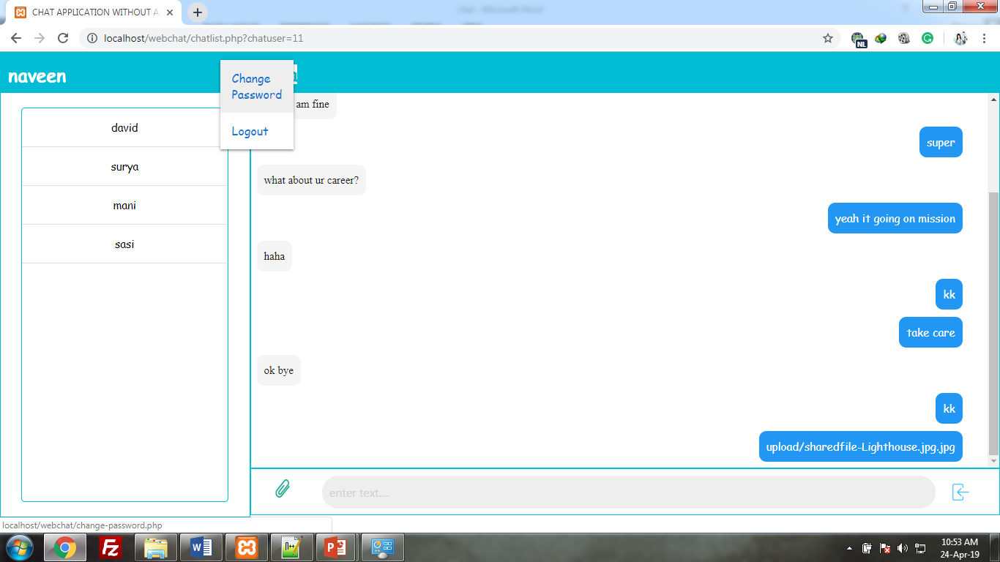 CHAT APPLICATION WITHOUT A
localhost/webchat/chatlist.php?chatuser=11
NL
naveen
Change
Password
Logout
david
surya
mani
sasi
am fine
super
what about ur career?
yeah it going on mission
haha
kk
take care
ok bye
kk
upload/sharedfile-Lighthouse.jpg.jpg
enter text....
localhost/webchat/change-password.php
10:53 AM
24-Apr-19